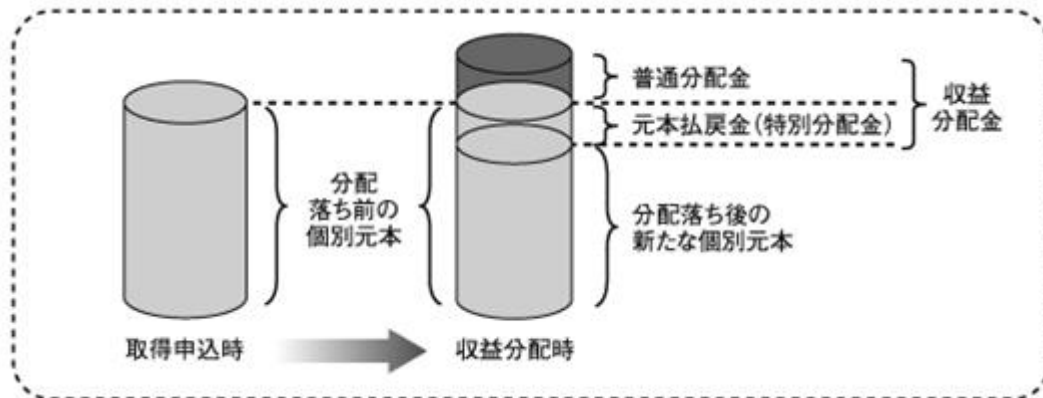 普通分配金
元本払戻金(特別分配金)
収益
分配金
分配
落ち前の
個別元本
分配落ち後の
新たな個別元本
取得申込時
収益分配時